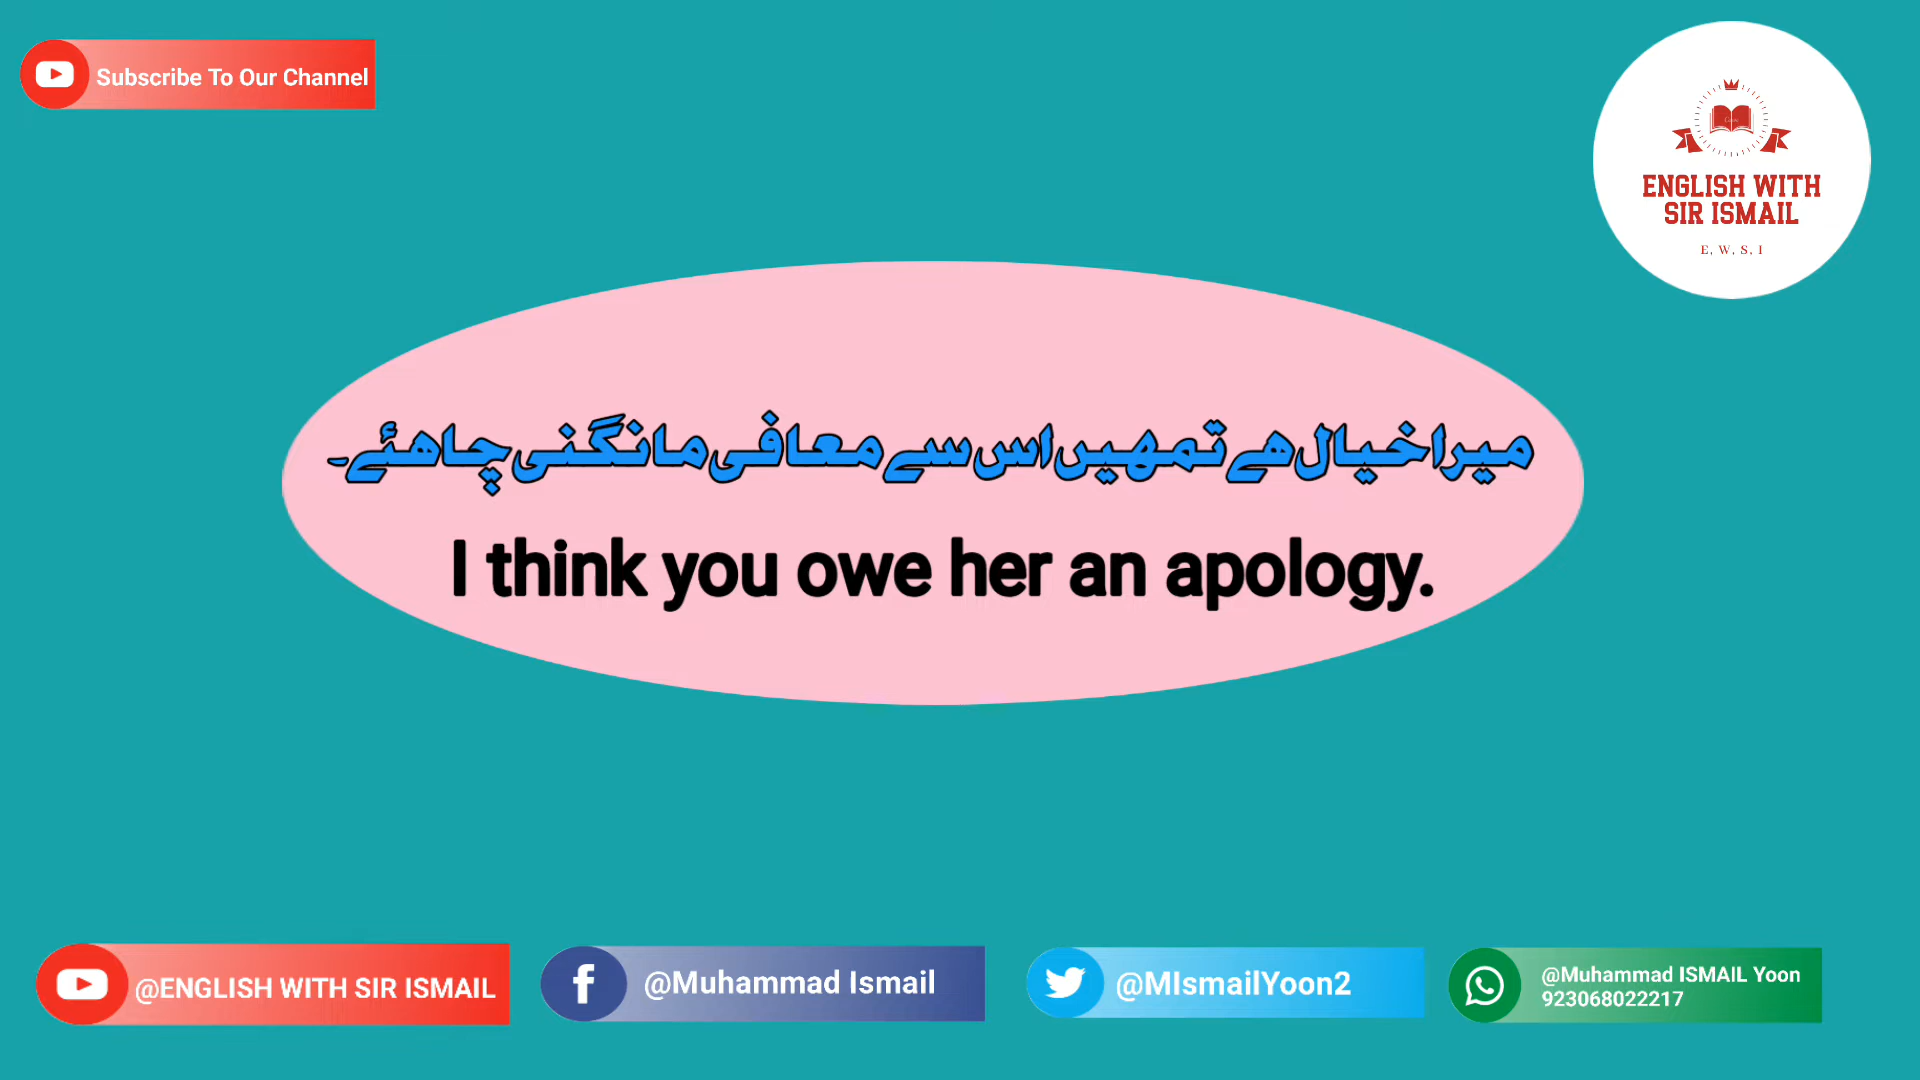 Subscribe To Our Channel
ENGLISH WITH
SIR ISMAIL
E, W, S, I
میرا خیال ھے تمھیں اس سے معافی مانگنی چاھئے۔
I think you owe her an apology.
@ENGLISH WITH SIR ISMAIL
@Muhammad Ismail
@MIsmailYoon2
@Muhammad ISMAIL Yoon
923068022217